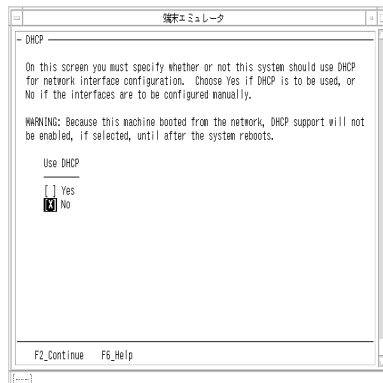 端末エミュレータ
DHCP
On this screen you must specify whether or not this system should use DHCP
for network interface configuration.  Choose Yes if DHCP is to be used, or
No if the interfaces are to be configured manually.
WARNING: Because this machine booted from the network, DHCP support will not
be enabled, if selected, until after the system reboots.
Use DHCP
[ ] Yes
[X] No
F2_Continue    F6_Help
[---]